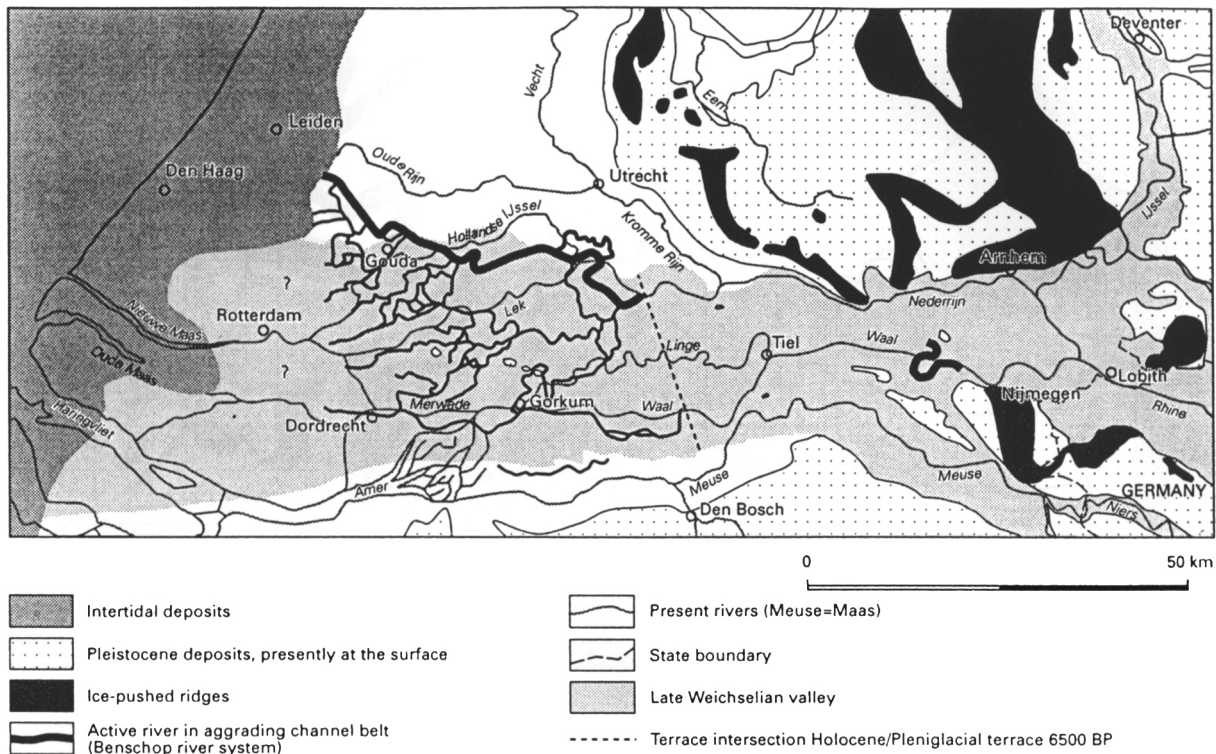 Deventer
Vecht
Eem
Leiden
Oude Rijn
Den Haag
Utrecht
IJssel
Hollandse IJssel
Kromme Rijn
Gouda
Arnhem
?
Nederrijn
Lek
Nieuwe Maas
Rotterdam
Waal
Linge
Tiel
Oude Maas
?
Lobith
Nijmegen
Haringvliet
Merwede
Gorkum
Waal
Rhine
Dordrecht
Meuse
Amer
Meuse
GERMANY
Den Bosch
Niers
0 50 km
Intertidal deposits
Pleistocene deposits, presently at the surface
Ice-pushed ridges
Active river in aggrading channel belt
(Benschop river system)
Present rivers (Meuse=Maas)
State boundary
Late Weichselian valley
Terrace intersection Holocene/Pleniglacial terrace 6500 BP